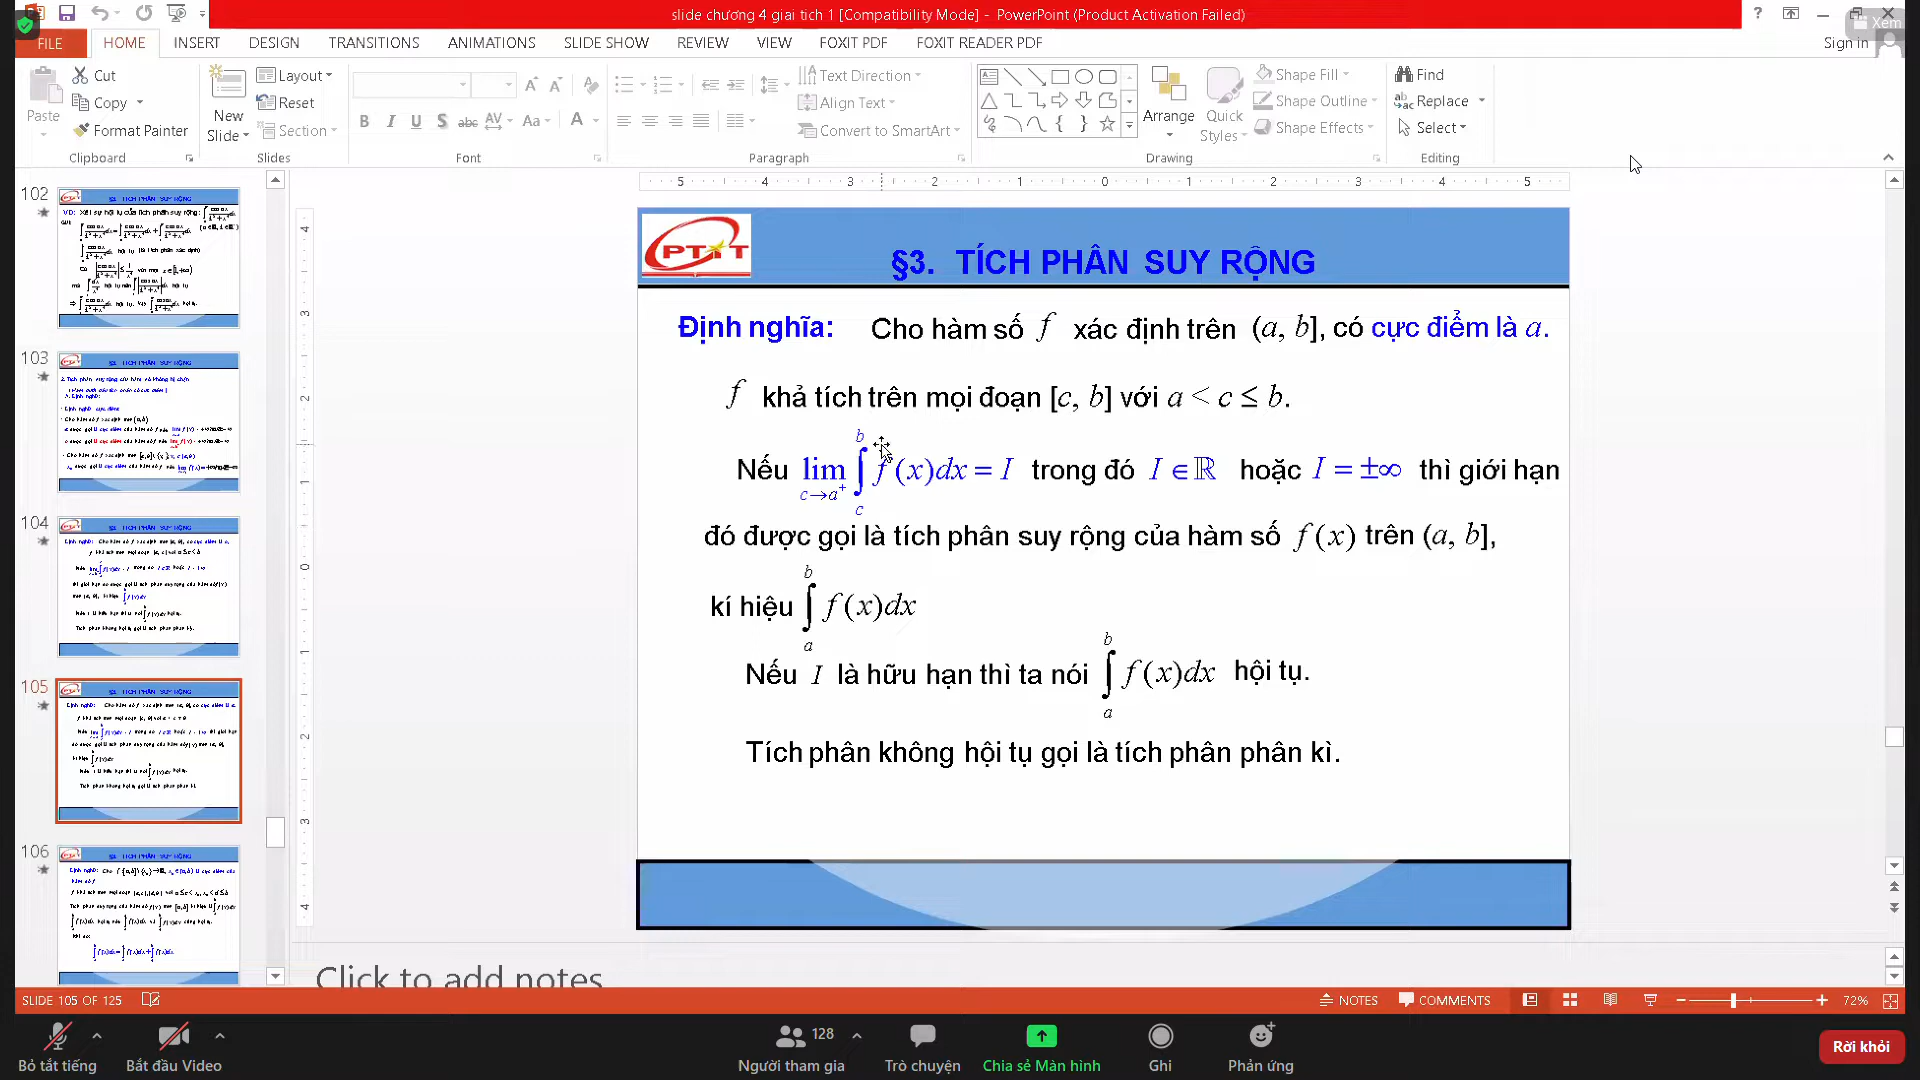 slide chương 4 giai tich 1 [Compatibility Mode] - PowerPoint (Product Activation Failed)
Xem
FILE HOME INSERT DESIGN TRANSITIONS ANIMATIONS SLIDE SHOW REVIEW VIEW FOXIT PDF FOXIT READER PDF Sign in
Paste
Cut
Copy
Format Painter
Clipboard
New Slide
Layout
Reset
Section
Slides
Font
Text Direction
Align Text
Convert to SmartArt
Paragraph
Arrange
Quick Styles
Shape Fill
Shape Outline
Shape Effects
Drawing
Find
Replace
Select
Editing
102
103
104
105
106
PTIT
§3. TÍCH PHÂN SUY RỘNG
Định nghĩa: Cho hàm số f xác định trên (a, b], có cực điểm là a.
f khả tích trên mọi đoạn [c, b] với a < c ≤ b.
Nếu lim_{c→a⁺} ∫_c^b f(x)dx = I trong đó I ∈ ℝ hoặc I = ±∞ thì giới hạn
đó được gọi là tích phân suy rộng của hàm số f(x) trên (a, b],
kí hiệu ∫_a^b f(x)dx
Nếu I là hữu hạn thì ta nói ∫_a^b f(x)dx hội tụ.
Tích phân không hội tụ gọi là tích phân phân kì.
Click to add notes
SLIDE 105 OF 125 NOTES COMMENTS 72%
Bỏ tắt tiếng Bắt đầu Video 128 Người tham gia Trò chuyện Chia sẻ Màn hình Ghi Phản ứng Rời khỏi